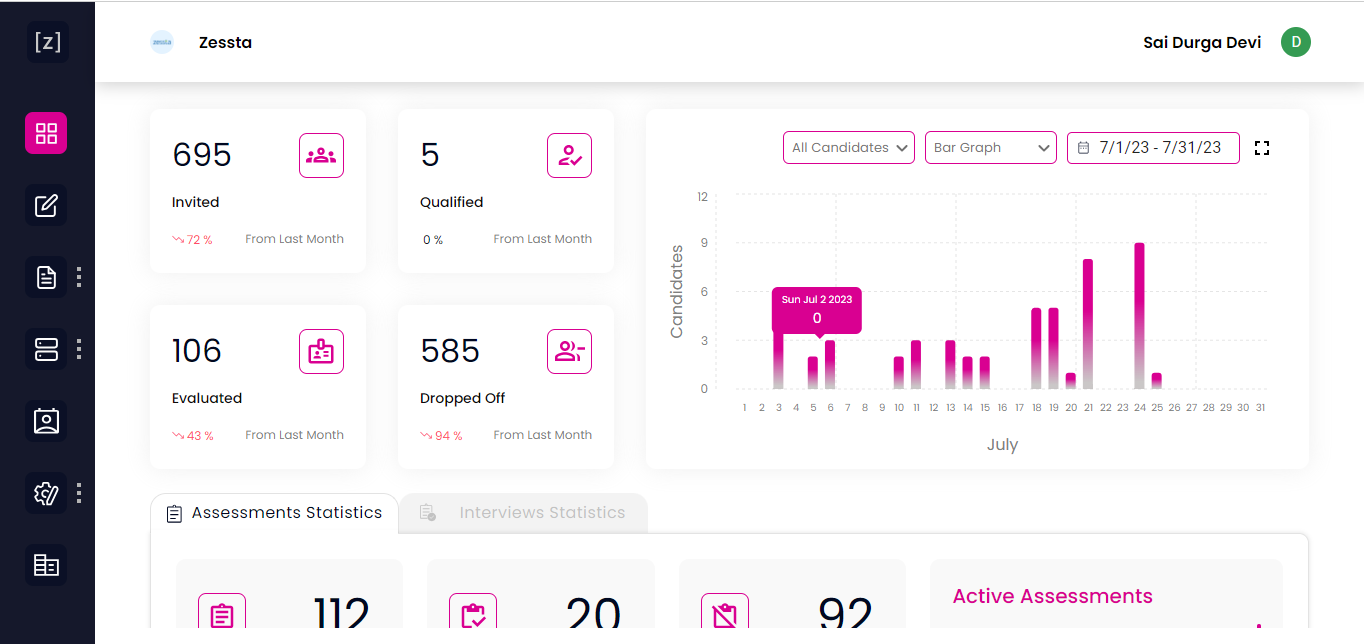 [z]
zessta
Zessta
Sai Durga Devi
D
695
Invited
72 %
From Last Month
5
Qualified
0 %
From Last Month
106
Evaluated
43 %
From Last Month
585
Dropped Off
94 %
From Last Month
All Candidates
Bar Graph
7/1/23 - 7/31/23
12
9
6
3
0
Candidates
Sun Jul 2 2023
0
1 2 3 4 5 6 7 8 9 10 11 12 13 14 15 16 17 18 19 20 21 22 23 24 25 26 27 28 29 30 31
July
Assessments Statistics
Interviews Statistics
112
20
92
Active Assessments